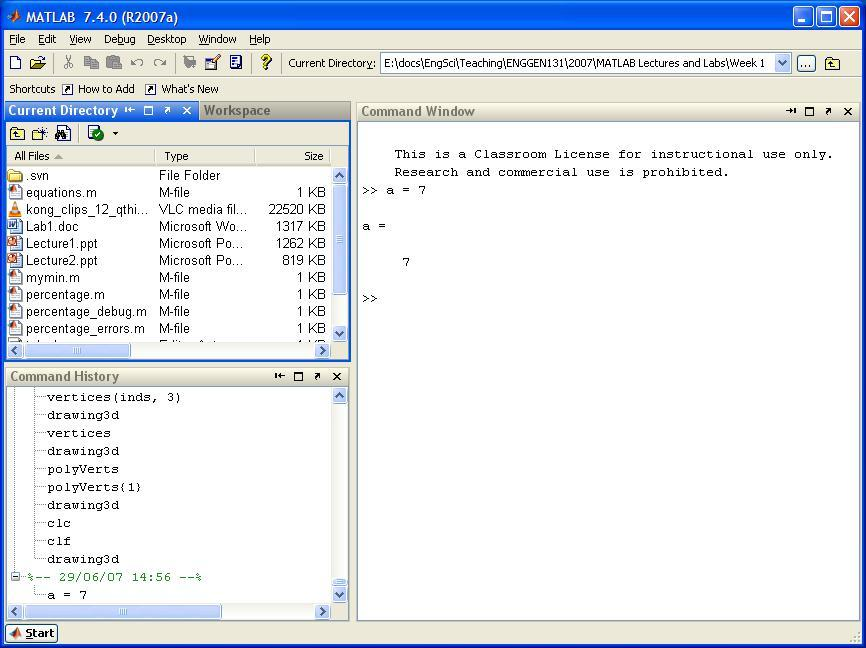 MATLAB 7.4.0 (R2007a)
File Edit View Debug Desktop Window Help
Current Directory: E:\docs\EngSci\Teaching\ENGGEN131\2007\MATLAB Lectures and Labs\Week 1 ...
Shortcuts How to Add What's New
Current Directory Workspace
All Files Type Size
.svn File Folder
equations.m M-file 1 KB
kong_clips_12_qthi... VLC media fil... 22520 KB
Lab1.doc Microsoft Wo... 1317 KB
Lecture1.ppt Microsoft Po... 1262 KB
Lecture2.ppt Microsoft Po... 819 KB
mymin.m M-file 1 KB
percentage.m M-file 1 KB
percentage_debug.m M-file 1 KB
percentage_errors.m M-file 1 KB
Command History
vertices(inds, 3)
drawing3d
vertices
drawing3d
polyVerts
polyVerts{1}
drawing3d
clc
clf
drawing3d
%-- 29/06/07 14:56 --%
a = 7
Command Window
This is a Classroom License for instructional use only.
Research and commercial use is prohibited.
>> a = 7
a =
7
>>
Start